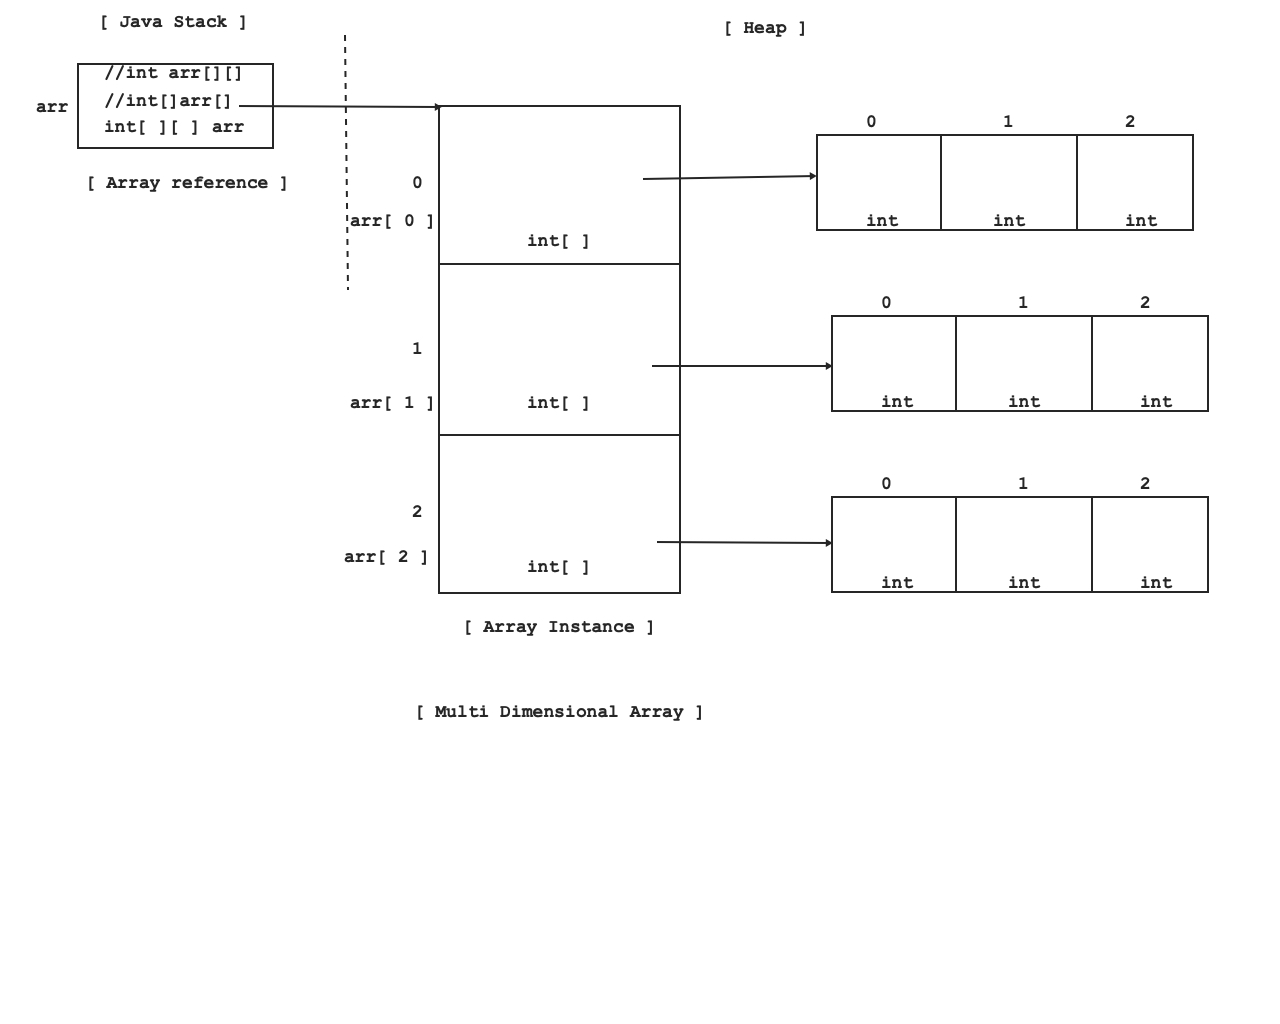 [ Java Stack ]
[ Heap ]
//int arr[][]
//int[]arr[]
int[ ][ ] arr
arr
[ Array reference ]
0
arr[ 0 ]
int[ ]
1
arr[ 1 ]
int[ ]
2
arr[ 2 ]
int[ ]
[ Array Instance ]
0 1 2
int int int
0 1 2
int int int
0 1 2
int int int
[ Multi Dimensional Array ]